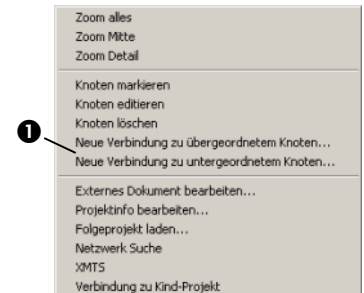 Zoom alles
Zoom Mitte
Zoom Detail
Knoten markieren
Knoten editieren
Knoten löschen
1
Neue Verbindung zu übergeordnetem Knoten...
Neue Verbindung zu untergeordnetem Knoten...
Externes Dokument bearbeiten...
Projektinfo bearbeiten...
Folgeprojekt laden...
Netzwerk Suche
XMTS
Verbindung zu Kind-Projekt